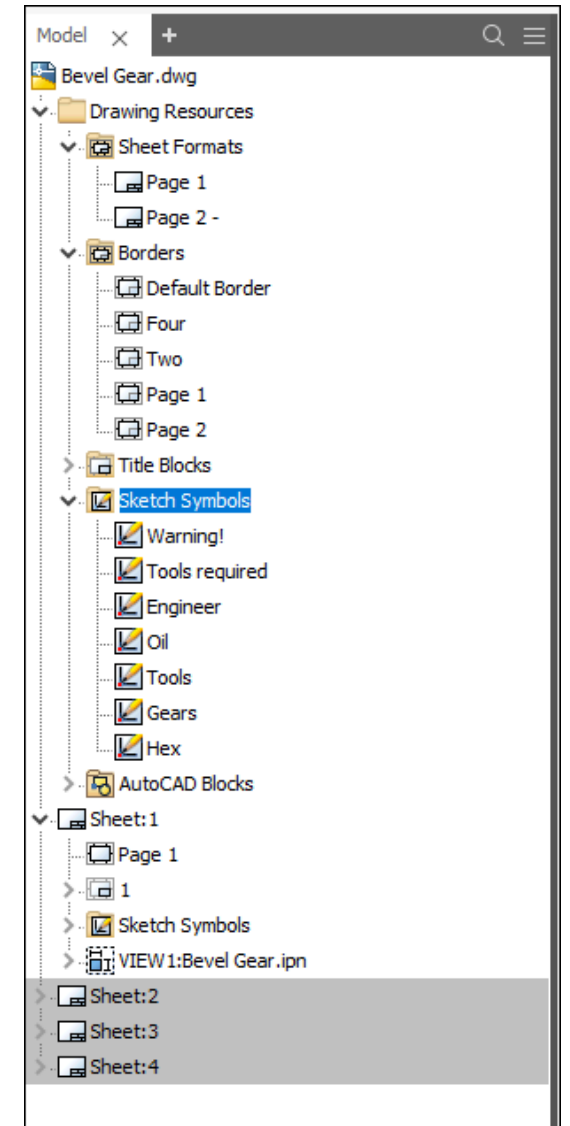 Model
Bevel Gear.dwg
Drawing Resources
Sheet Formats
Page 1
Page 2 -
Borders
Default Border
Four
Two
Page 1
Page 2
Title Blocks
Sketch Symbols
Warning!
Tools required
Engineer
Oil
Tools
Gears
Hex
AutoCAD Blocks
Sheet:1
Page 1
1
Sketch Symbols
VIEW1:Bevel Gear.ipn
Sheet:2
Sheet:3
Sheet:4